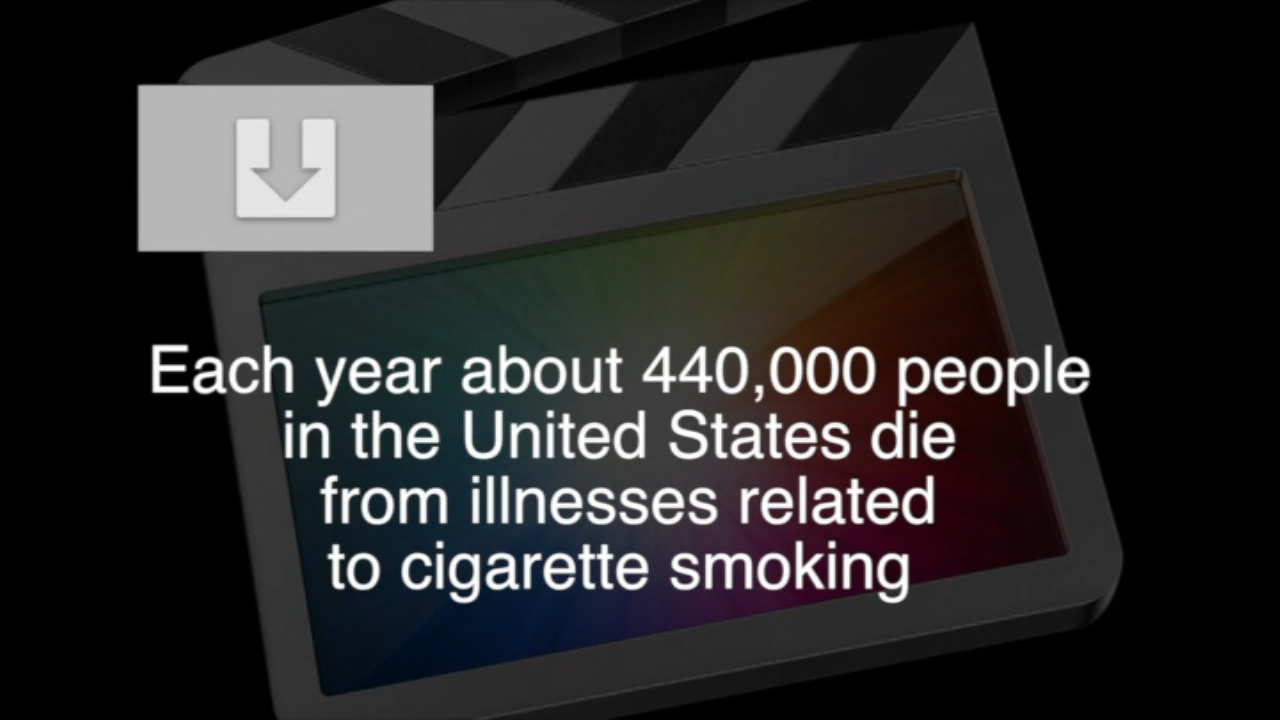 Each year about 440,000 people
in the United States die
from illnesses related
to cigarette smoking